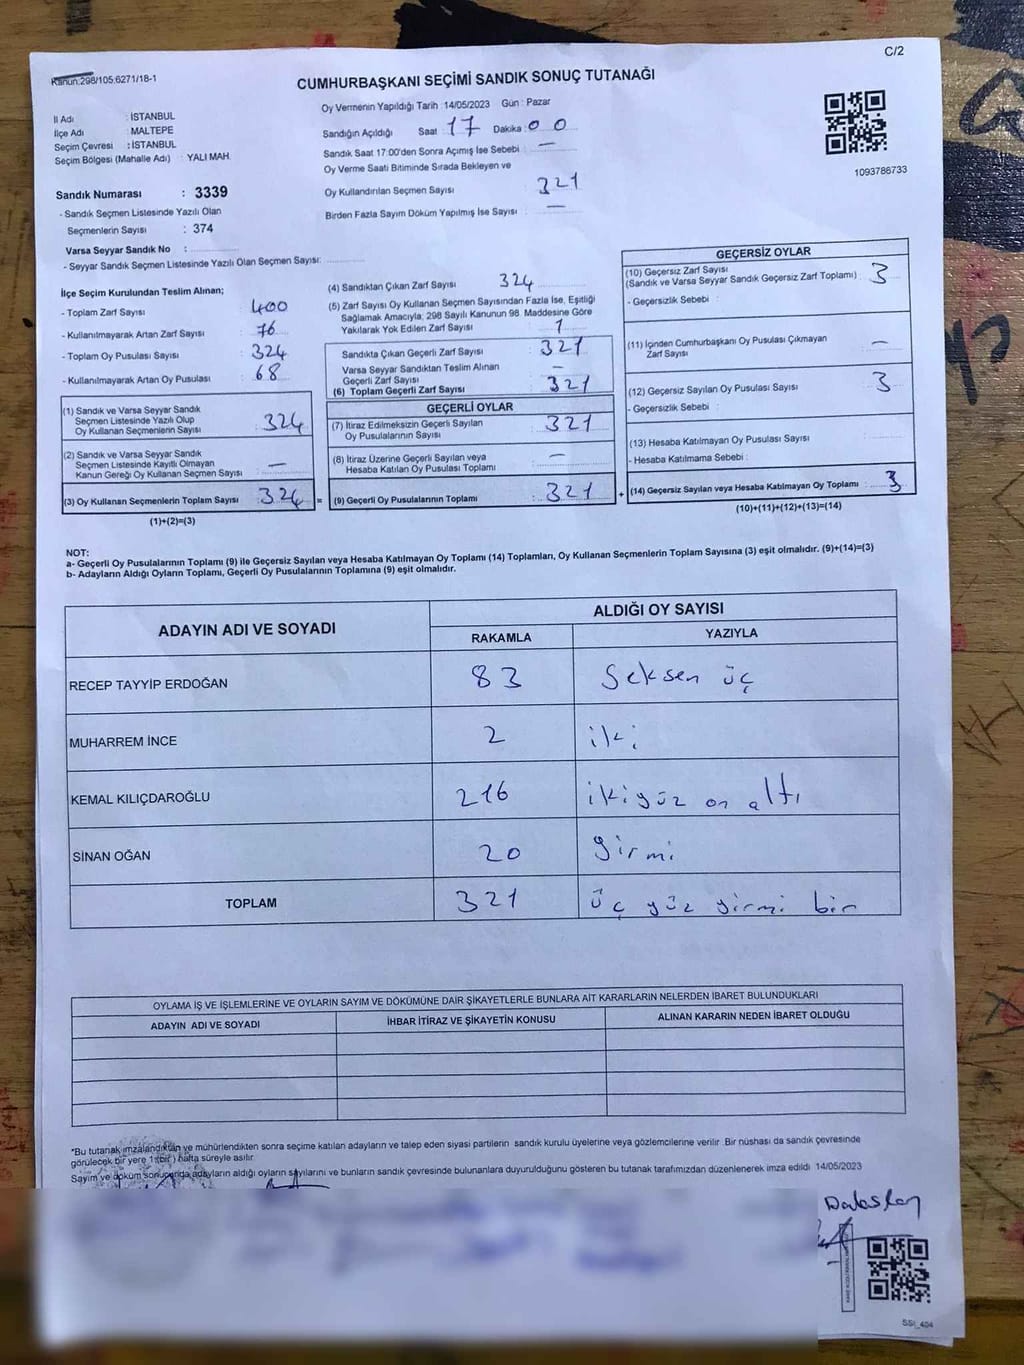 C/2
Kanun:298/105;6271/18-1
CUMHURBAŞKANI SEÇİMİ SANDIK SONUÇ TUTANAĞI
İl Adı : İSTANBUL
İlçe Adı : MALTEPE
Seçim Çevresi : İSTANBUL
Seçim Bölgesi (Mahalle Adı) : YALI MAH.
Sandık Numarası : 3339
- Sandık Seçmen Listesinde Yazılı Olan
Seçmenlerin Sayısı : 374
Varsa Seyyar Sandık No :
- Seyyar Sandık Seçmen Listesinde Yazılı Olan Seçmen Sayısı:
Oy Vermenin Yapıldığı Tarih :14/05/2023 Gün : Pazar
Sandığın Açıldığı Saat : 17 Dakika : 00
Sandık Saat 17:00'den Sonra Açımış İse Sebebi : —
Oy Verme Saati Bitiminde Sırada Bekleyen ve
Oy Kullandırılan Seçmen Sayısı : 321
Birden Fazla Sayım Döküm Yapılmış İse Sayısı : —
1093786733
İlçe Seçim Kurulundan Teslim Alınan;
- Toplam Zarf Sayısı : 400
- Kullanılmayarak Artan Zarf Sayısı : 76
- Toplam Oy Pusulası Sayısı : 324
- Kullanılmayarak Artan Oy Pusulası : 68
(1) Sandık ve Varsa Seyyar Sandık
Seçmen Listesinde Yazılı Olup
Oy Kullanan Seçmenlerin Sayısı : 324
(2) Sandık ve Varsa Seyyar Sandık
Seçmen Listesinde Kayıtlı Olmayan
Kanun Gereği Oy Kullanan Seçmen Sayısı : —
(3) Oy Kullanan Seçmenlerin Toplam Sayısı : 324
(1)+(2)=(3)
(4) Sandıktan Çıkan Zarf Sayısı : 324
(5) Zarf Sayısı Oy Kullanan Seçmen Sayısından Fazla İse, Eşitliği
Sağlamak Amacıyla; 298 Sayılı Kanunun 98. Maddesine Göre
Yakılarak Yok Edilen Zarf Sayısı : 1
Sandıkta Çıkan Geçerli Zarf Sayısı : 321
Varsa Seyyar Sandıktan Teslim Alınan
Geçerli Zarf Sayısı : —
(6) Toplam Geçerli Zarf Sayısı : 321
GEÇERLİ OYLAR
(7) İtiraz Edilmeksizin Geçerli Sayılan
Oy Pusulalarının Sayısı : 321
(8) İtiraz Üzerine Geçerli Sayılan veya
Hesaba Katılan Oy Pusulası Toplamı : —
= (9) Geçerli Oy Pusulalarının Toplamı : 321
GEÇERSİZ OYLAR
(10) Geçersiz Zarf Sayısı
(Sandık ve Varsa Seyyar Sandık Geçersiz Zarf Toplamı) : 3
- Geçersizlik Sebebi :
(11) İçinden Cumhurbaşkanı Oy Pusulası Çıkmayan
Zarf Sayısı : —
(12) Geçersiz Sayılan Oy Pusulası Sayısı : 3
- Geçersizlik Sebebi :
(13) Hesaba Katılmayan Oy Pusulası Sayısı :
- Hesaba Katılmama Sebebi :
+ (14) Geçersiz Sayılan veya Hesaba Katılmayan Oy Toplamı : 3
(10)+(11)+(12)+(13)=(14)
NOT:
a- Geçerli Oy Pusulalarının Toplamı (9) ile Geçersiz Sayılan veya Hesaba Katılmayan Oy Toplamı (14) Toplamları, Oy Kullanan Seçmenlerin Toplam Sayısına (3) eşit olmalıdır. (9)+(14)=(3)
b- Adayların Aldığı Oyların Toplamı, Geçerli Oy Pusulalarının Toplamına (9) eşit olmalıdır.
ADAYIN ADI VE SOYADI
ALDIĞI OY SAYISI
RAKAMLA YAZIYLA
RECEP TAYYİP ERDOĞAN 83 Seksen üç
MUHARREM İNCE 2 iki
KEMAL KILIÇDAROĞLU 216 ikiyüz on altı
SİNAN OĞAN 20 yirmi
TOPLAM 321 üç yüz yirmi bir
OYLAMA İŞ VE İŞLEMLERİNE VE OYLARIN SAYIM VE DÖKÜMÜNE DAİR ŞİKAYETLERLE BUNLARA AİT KARARLARIN NELERDEN İBARET BULUNDUKLARI
ADAYIN ADI VE SOYADI İHBAR İTİRAZ VE ŞİKAYETİN KONUSU ALINAN KARARIN NEDEN İBARET OLDUĞU
*Bu tutanak imzalandıktan ve mühürlendikten sonra seçime katılan adayların ve talep eden siyasi partilerin sandık kurulu üyelerine veya gözlemcilerine verilir. Bir nüshası da sandık çevresinde
görülecek bir yere 1 (bir ) hafta süreyle asılır.
Sayım ve döküm sonucunda adayların aldığı oyların sayılarını ve bunların sandık çevresinde bulunanlara duyurulduğunu gösteren bu tutanak tarafımızdan düzenlenerek imza edildi. 14/05/2023
SSI_404